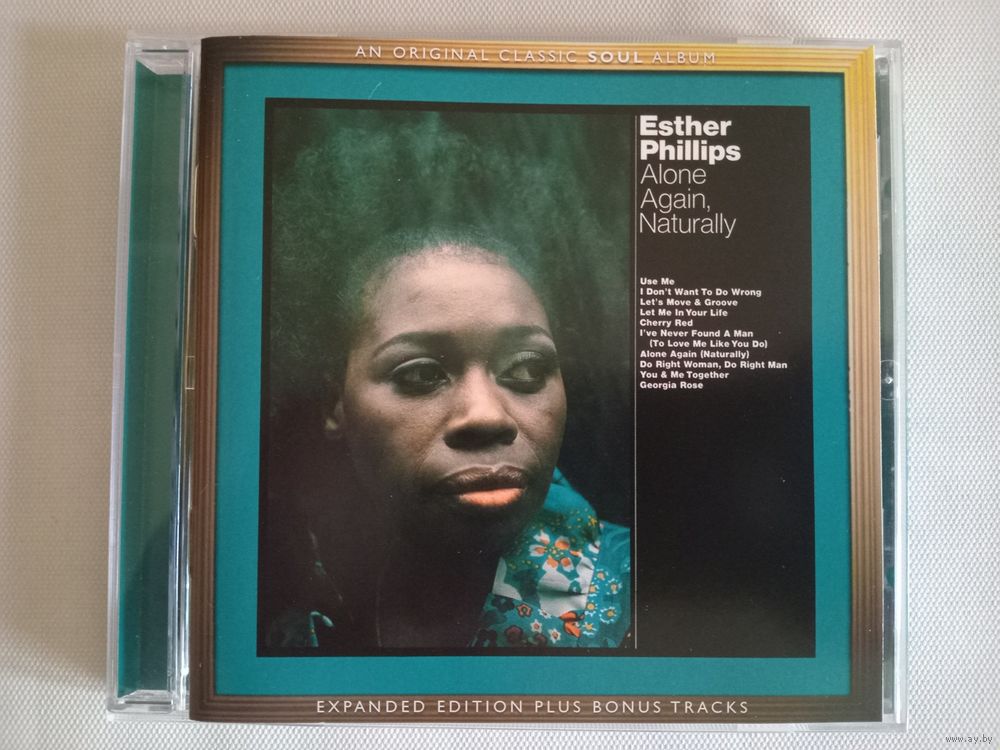 AN ORIGINAL CLASSIC SOUL ALBUM
Esther
Phillips
Alone
Again,
Naturally
Use Me
I Don't Want To Do Wrong
Let's Move & Groove
Let Me In Your Life
Cherry Red
I've Never Found A Man
(To Love Me Like You Do)
Alone Again (Naturally)
Do Right Woman, Do Right Man
You & Me Together
Georgia Rose
EXPANDED EDITION PLUS BONUS TRACKS
www.ay.by